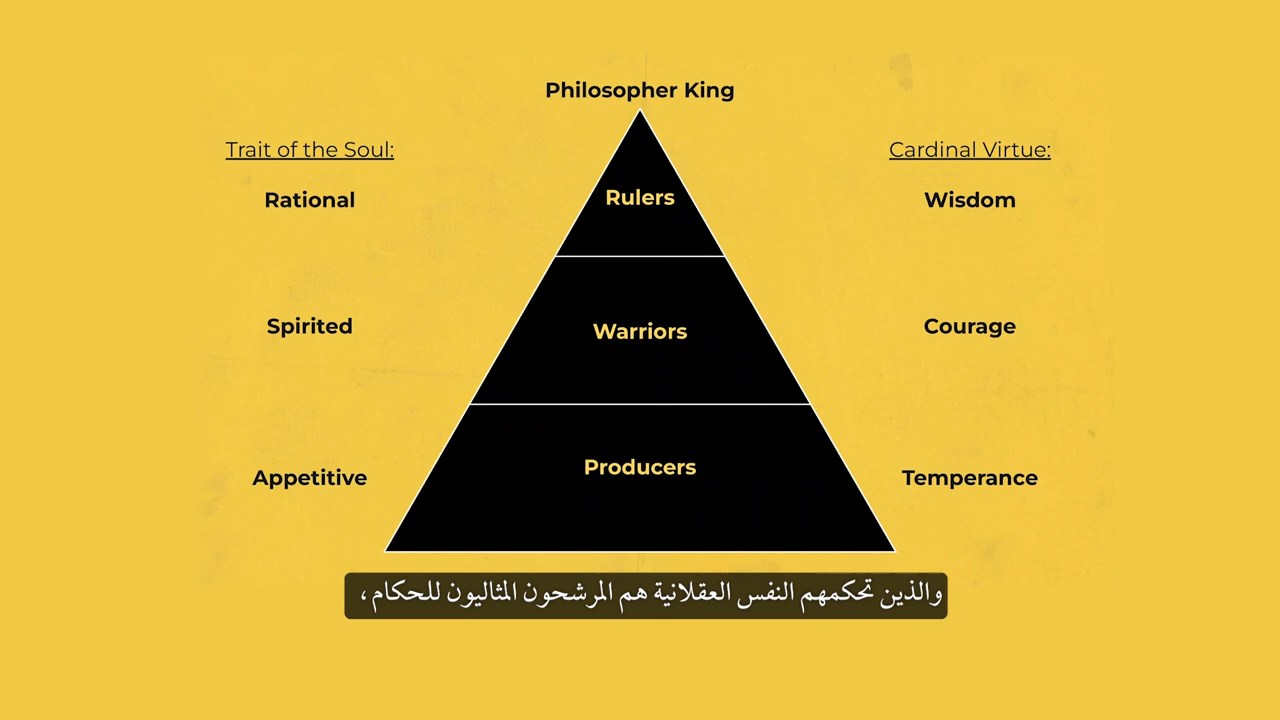 Philosopher King
Trait of the Soul:
Cardinal Virtue:
Rational
Rulers
Wisdom
Spirited
Warriors
Courage
Appetitive
Producers
Temperance
والذين تحكمهم النفس العقلانية هم المرشحون المثاليون للحكام،